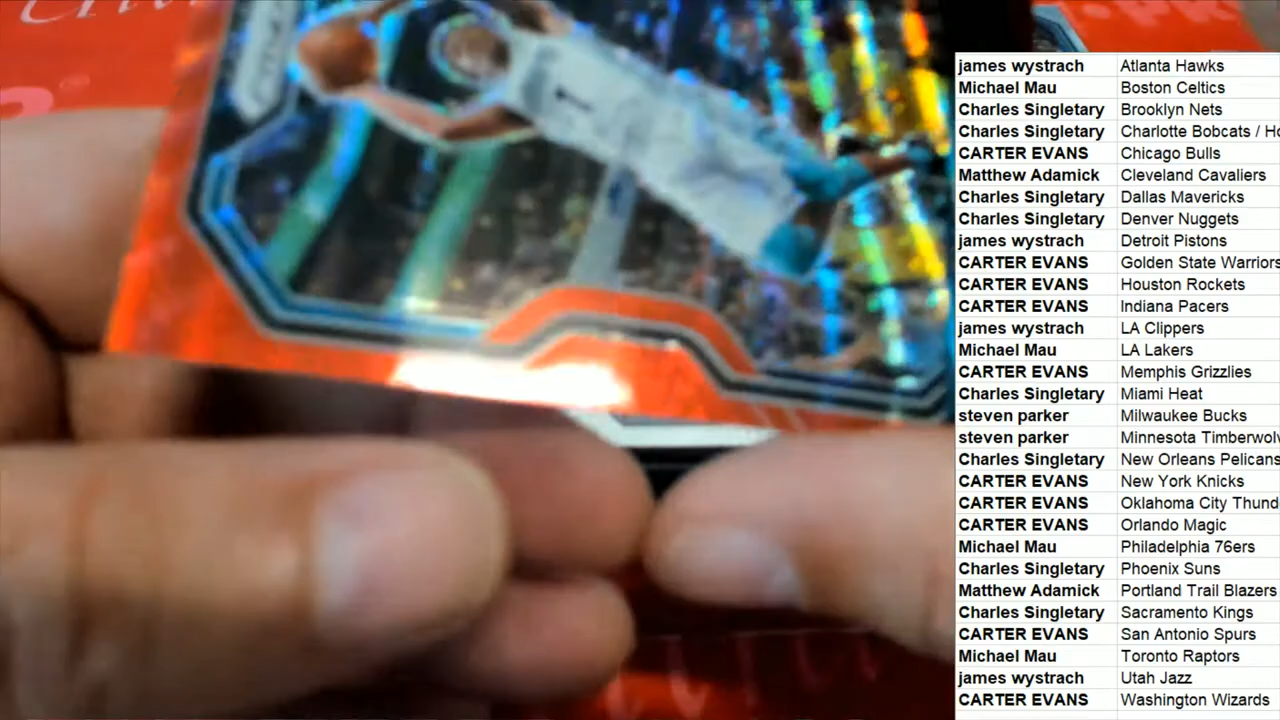 james wystrach Atlanta Hawks
Michael Mau Boston Celtics
Charles Singletary Brooklyn Nets
Charles Singletary Charlotte Bobcats / Ho
CARTER EVANS Chicago Bulls
Matthew Adamick Cleveland Cavaliers
Charles Singletary Dallas Mavericks
Charles Singletary Denver Nuggets
james wystrach Detroit Pistons
CARTER EVANS Golden State Warriors
CARTER EVANS Houston Rockets
CARTER EVANS Indiana Pacers
james wystrach LA Clippers
Michael Mau LA Lakers
CARTER EVANS Memphis Grizzlies
Charles Singletary Miami Heat
steven parker Milwaukee Bucks
steven parker Minnesota Timberwolv
Charles Singletary New Orleans Pelicans
CARTER EVANS New York Knicks
CARTER EVANS Oklahoma City Thund
CARTER EVANS Orlando Magic
Michael Mau Philadelphia 76ers
Charles Singletary Phoenix Suns
Matthew Adamick Portland Trail Blazers
Charles Singletary Sacramento Kings
CARTER EVANS San Antonio Spurs
Michael Mau Toronto Raptors
james wystrach Utah Jazz
CARTER EVANS Washington Wizards